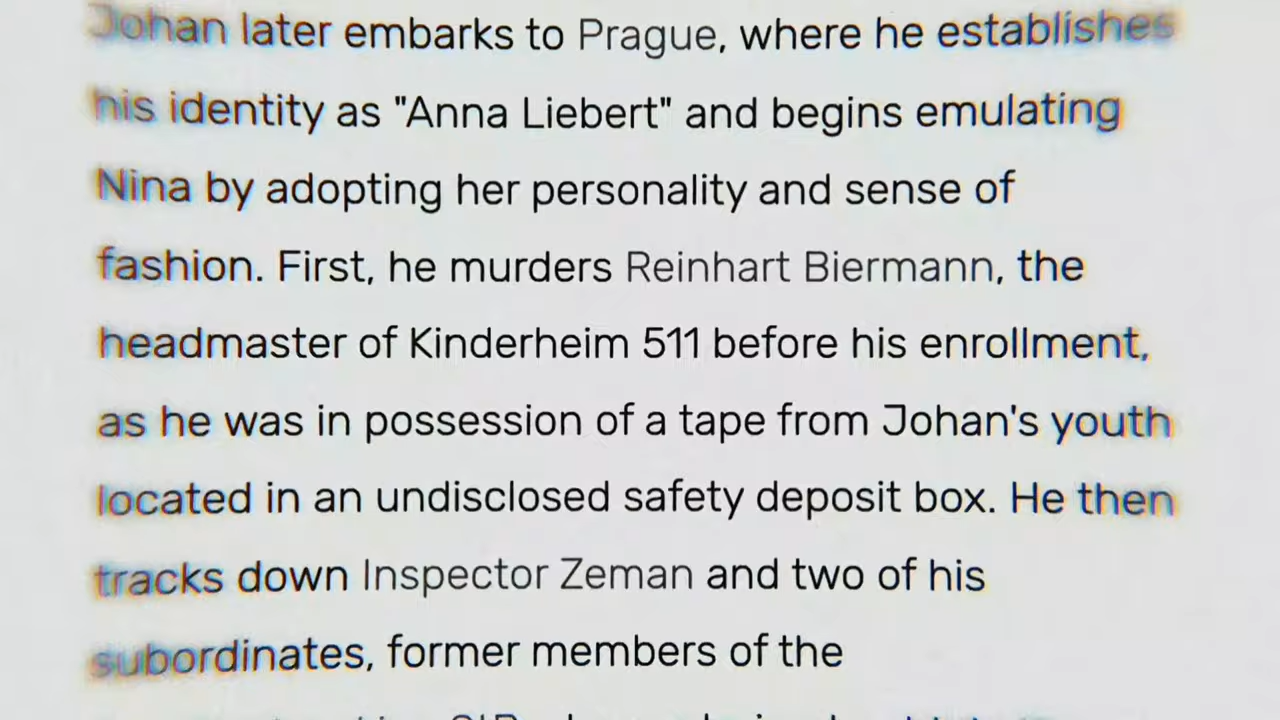 Johan later embarks to Prague, where he establishes
his identity as "Anna Liebert" and begins emulating
Nina by adopting her personality and sense of
fashion. First, he murders Reinhart Biermann, the
headmaster of Kinderheim 511 before his enrollment,
as he was in possession of a tape from Johan's youth
located in an undisclosed safety deposit box. He then
tracks down Inspector Zeman and two of his
subordinates, former members of the